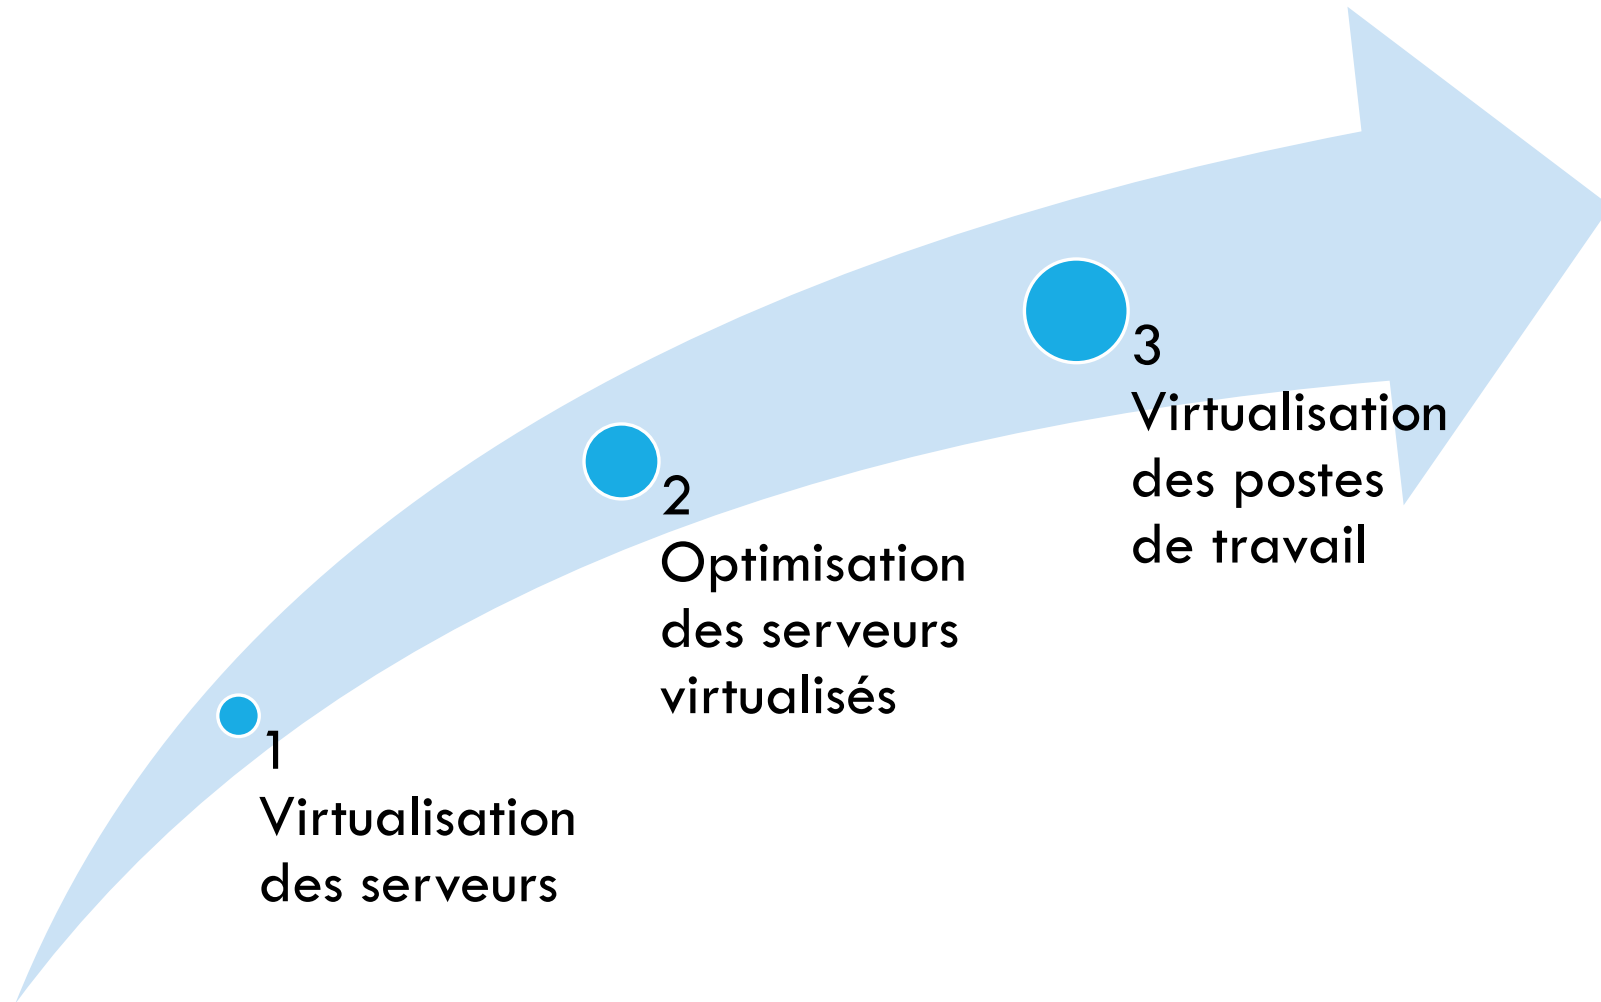 1
Virtualisation
des serveurs
2
Optimisation
des serveurs
virtualisés
3
Virtualisation
des postes
de travail